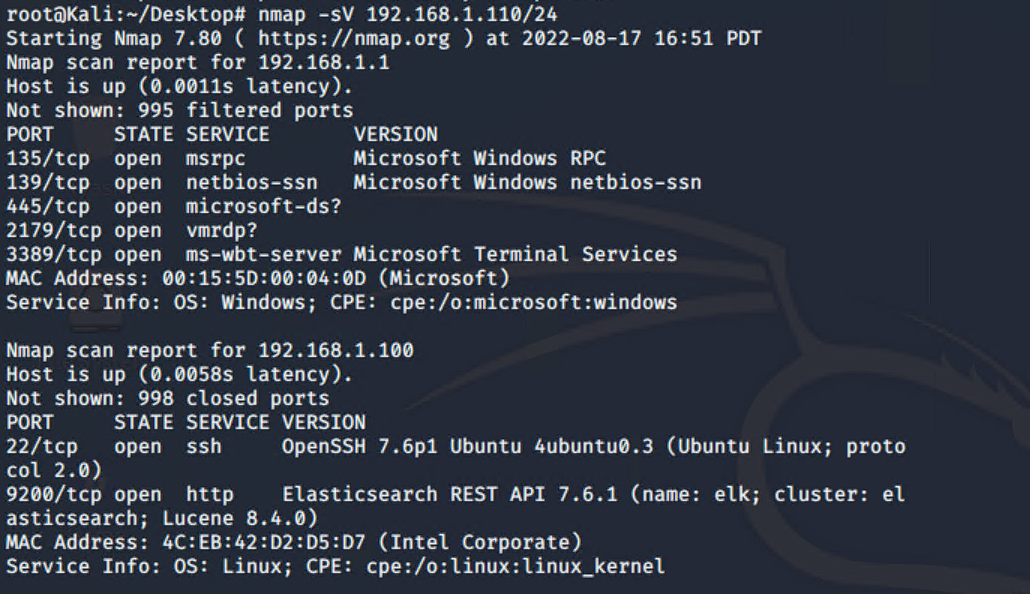 root@Kali:~/Desktop# nmap -sV 192.168.1.110/24
Starting Nmap 7.80 ( https://nmap.org ) at 2022-08-17 16:51 PDT
Nmap scan report for 192.168.1.1
Host is up (0.0011s latency).
Not shown: 995 filtered ports
PORT     STATE SERVICE       VERSION
135/tcp  open  msrpc         Microsoft Windows RPC
139/tcp  open  netbios-ssn   Microsoft Windows netbios-ssn
445/tcp  open  microsoft-ds?
2179/tcp open  vmrdp?
3389/tcp open  ms-wbt-server Microsoft Terminal Services
MAC Address: 00:15:5D:00:04:0D (Microsoft)
Service Info: OS: Windows; CPE: cpe:/o:microsoft:windows

Nmap scan report for 192.168.1.100
Host is up (0.0058s latency).
Not shown: 998 closed ports
PORT     STATE SERVICE VERSION
22/tcp   open  ssh     OpenSSH 7.6p1 Ubuntu 4ubuntu0.3 (Ubuntu Linux; proto
col 2.0)
9200/tcp open  http    Elasticsearch REST API 7.6.1 (name: elk; cluster: el
asticsearch; Lucene 8.4.0)
MAC Address: 4C:EB:42:D2:D5:D7 (Intel Corporate)
Service Info: OS: Linux; CPE: cpe:/o:linux:linux_kernel